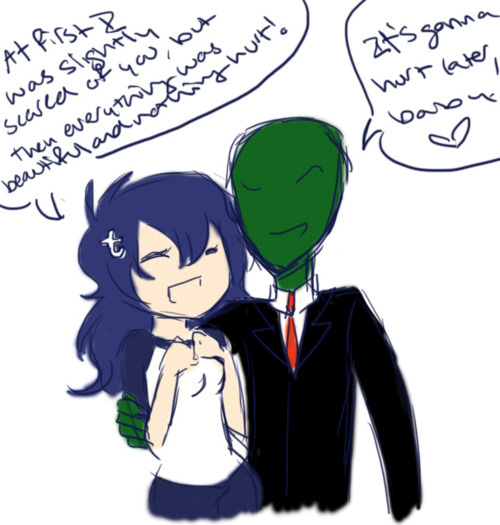 At first I
was slightly
scared of you, but
then everything was
beautiful and nothing hurt!
It's gonna
hurt later,
t